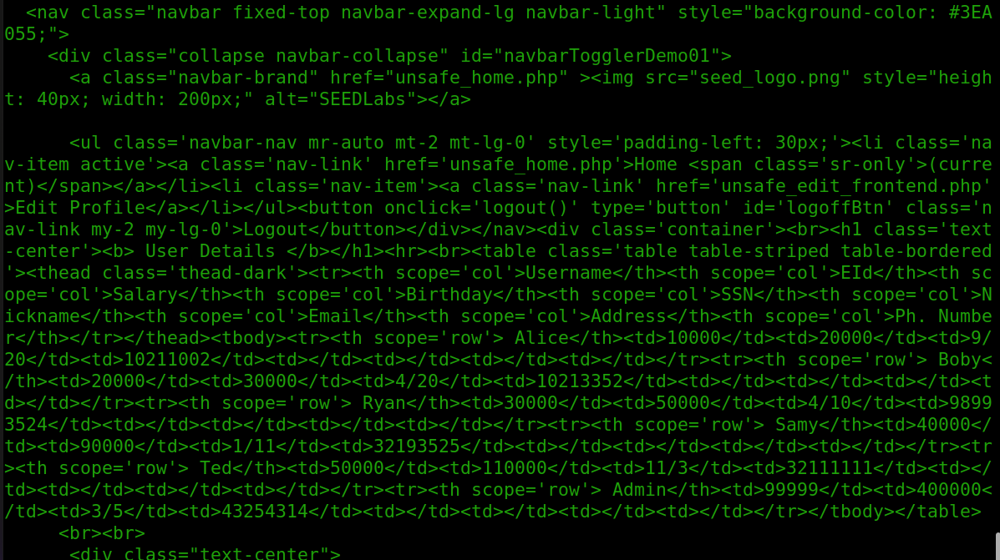 <nav class="navbar fixed-top navbar-expand-lg navbar-light" style="background-color: #3EA
055;">
    <div class="collapse navbar-collapse" id="navbarTogglerDemo01">
      <a class="navbar-brand" href="unsafe_home.php" ><img src="seed_logo.png" style="heigh
t: 40px; width: 200px;" alt="SEEDLabs"></a>

      <ul class='navbar-nav mr-auto mt-2 mt-lg-0' style='padding-left: 30px;'><li class='na
v-item active'><a class='nav-link' href='unsafe_home.php'>Home <span class='sr-only'>(curre
nt)</span></a></li><li class='nav-item'><a class='nav-link' href='unsafe_edit_frontend.php'
>Edit Profile</a></li></ul><button onclick='logout()' type='button' id='logoffBtn' class='n
av-link my-2 my-lg-0'>Logout</button></div></nav><div class='container'><br><h1 class='text
-center'><b> User Details </b></h1><hr><br><table class='table table-striped table-bordered
'><thead class='thead-dark'><tr><th scope='col'>Username</th><th scope='col'>EId</th><th sc
ope='col'>Salary</th><th scope='col'>Birthday</th><th scope='col'>SSN</th><th scope='col'>N
ickname</th><th scope='col'>Email</th><th scope='col'>Address</th><th scope='col'>Ph. Numbe
r</th></tr></thead><tbody><tr><th scope='row'> Alice</th><td>10000</td><td>20000</td><td>9/
20</td><td>10211002</td><td></td><td></td><td></td><td></td></tr><tr><th scope='row'> Boby<
/th><td>20000</td><td>30000</td><td>4/20</td><td>10213352</td><td></td><td></td><td></td><t
d></td></tr><tr><th scope='row'> Ryan</th><td>30000</td><td>50000</td><td>4/10</td><td>9899
3524</td><td></td><td></td><td></td><td></td></tr><tr><th scope='row'> Samy</th><td>40000</
td><td>90000</td><td>1/11</td><td>32193525</td><td></td><td></td><td></td><td></td></tr><tr
><th scope='row'> Ted</th><td>50000</td><td>110000</td><td>11/3</td><td>32111111</td><td></
td><td></td><td></td><td></td></tr><tr><th scope='row'> Admin</th><td>99999</td><td>400000<
/td><td>3/5</td><td>43254314</td><td></td><td></td><td></td><td></td></tr></tbody></table>
     <br><br>
      <div class="text-center">